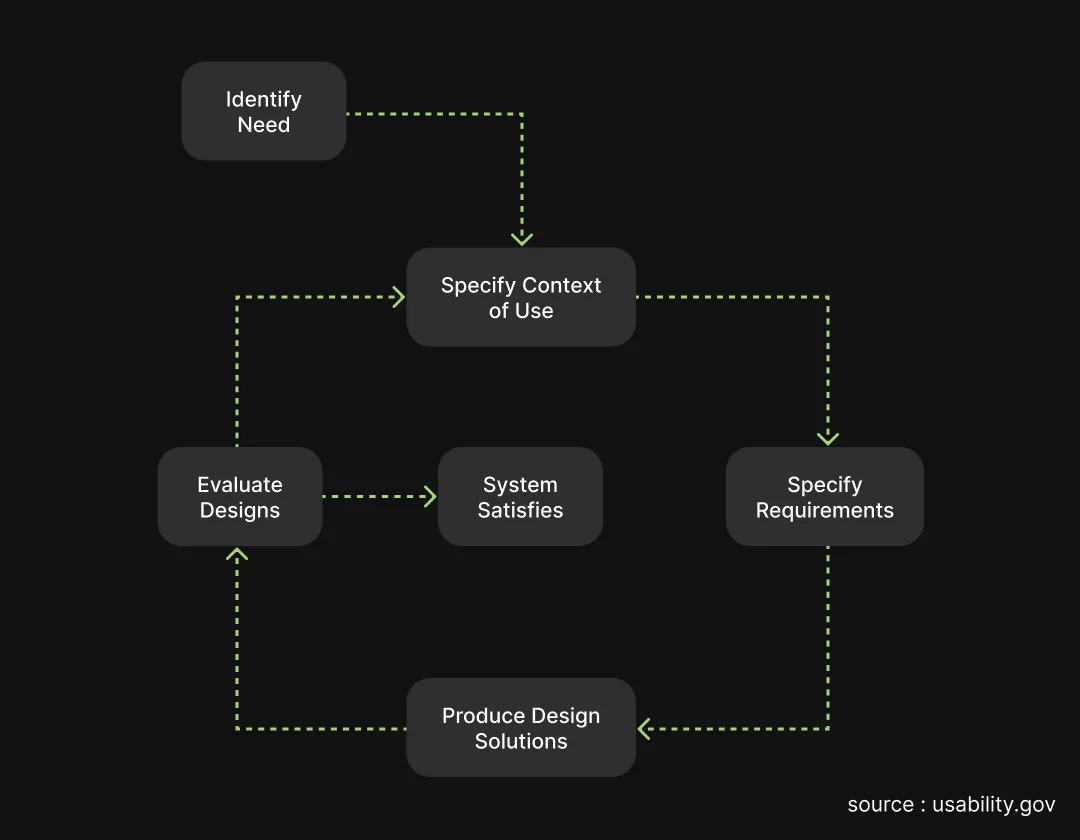 Identify
Need
Specify Context
of Use
Evaluate
Designs
System
Satisfies
Specify
Requirements
Produce Design
Solutions
source : usability.gov